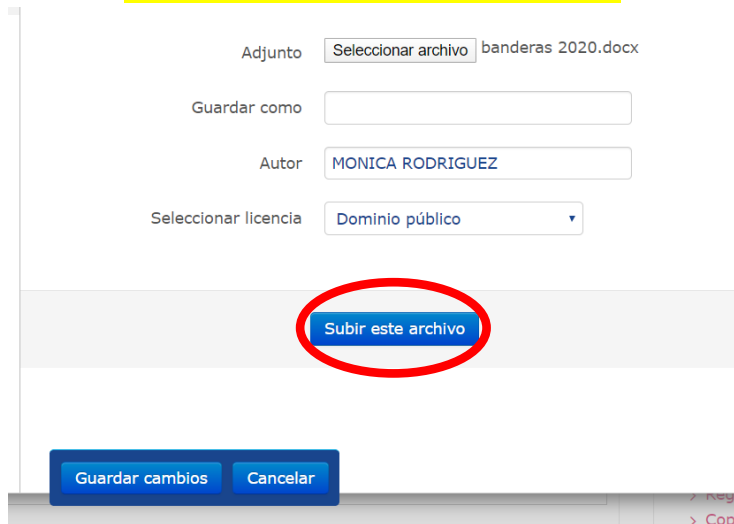 Adjunto Seleccionar archivo banderas 2020.docx
Guardar como
Autor MONICA RODRIGUEZ
Seleccionar licencia Dominio público
Subir este archivo
Guardar cambios Cancelar